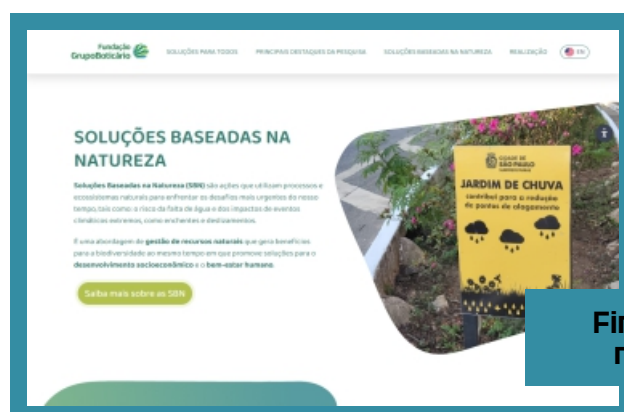 Fundação
GrupoBoticário
SOLUÇÕES PARA TODOS
PRINCIPAIS DESTAQUES DA PESQUISA
SOLUÇÕES BASEADAS NA NATUREZA
REALIZAÇÃO
EN
SOLUÇÕES BASEADAS NA
NATUREZA
Soluções Baseadas na Natureza (SBN) são ações que utilizam processos e
ecossistemas naturais para enfrentar os desafios mais urgentes do nosso
tempo, tais como: o risco da falta de água e dos impactos de eventos
climáticos extremos, como enchentes e deslizamentos.
É uma abordagem de gestão de recursos naturais que gera benefícios
para a biodiversidade ao mesmo tempo em que promove soluções para o
desenvolvimento socioeconômico e o bem-estar humano.
Saiba mais sobre as SBN
CIDADE DE
SÃO PAULO
JARDIM DE CHUVA
contribui para a redução
de pontos de alagamento